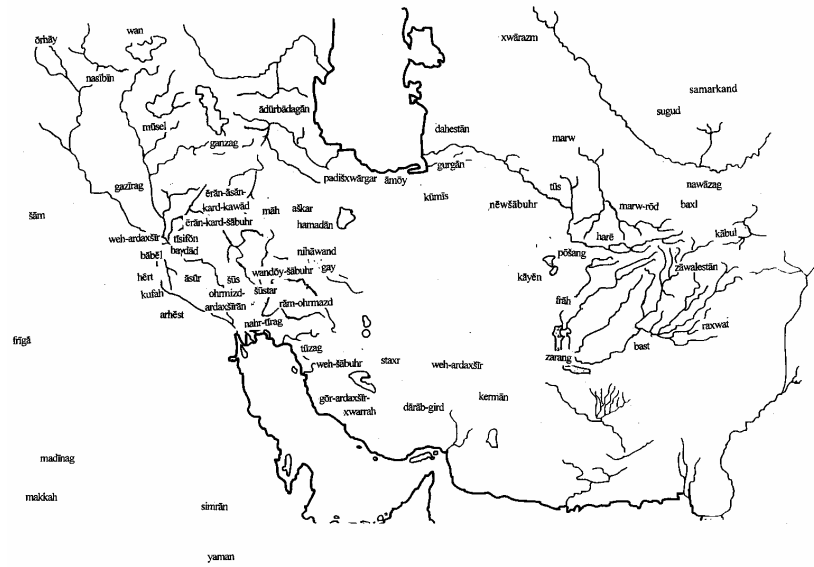 wan
ōrhāy
xwārazm
nasībīn
samarkand
ādūrbādagān
sugud
mūsel
dahestān
marw
ganzag
gurgān
padišxwārgar
āmōy
gazīrag
tūs
nawāzag
ērān-āsān-
kard-kawād
kūmīs
nēwšābuhr
marw-rōd
baxl
šām
māh
aškar
ērān-kard-šābuhr
hamadān
kābul
weh-ardaxšīr
tīsifōn
harē
bābēl
baydād
nihāwand
pōšang
wandōy-šābuhr
gay
zāwalestān
hērt
āsūr
šūs
kāyēn
kufah
ohrmizd-
ardaxšīrān
šūstar
rām-ohrmazd
frāh
arhēst
nahr-tīrag
raxwat
frīgā
tūzag
bast
weh-šābuhr
staxr
weh-ardaxšīr
zarang
gōr-ardaxšīr-
xwarrah
dārāb-gird
kermān
madīnag
makkah
simrān
yaman